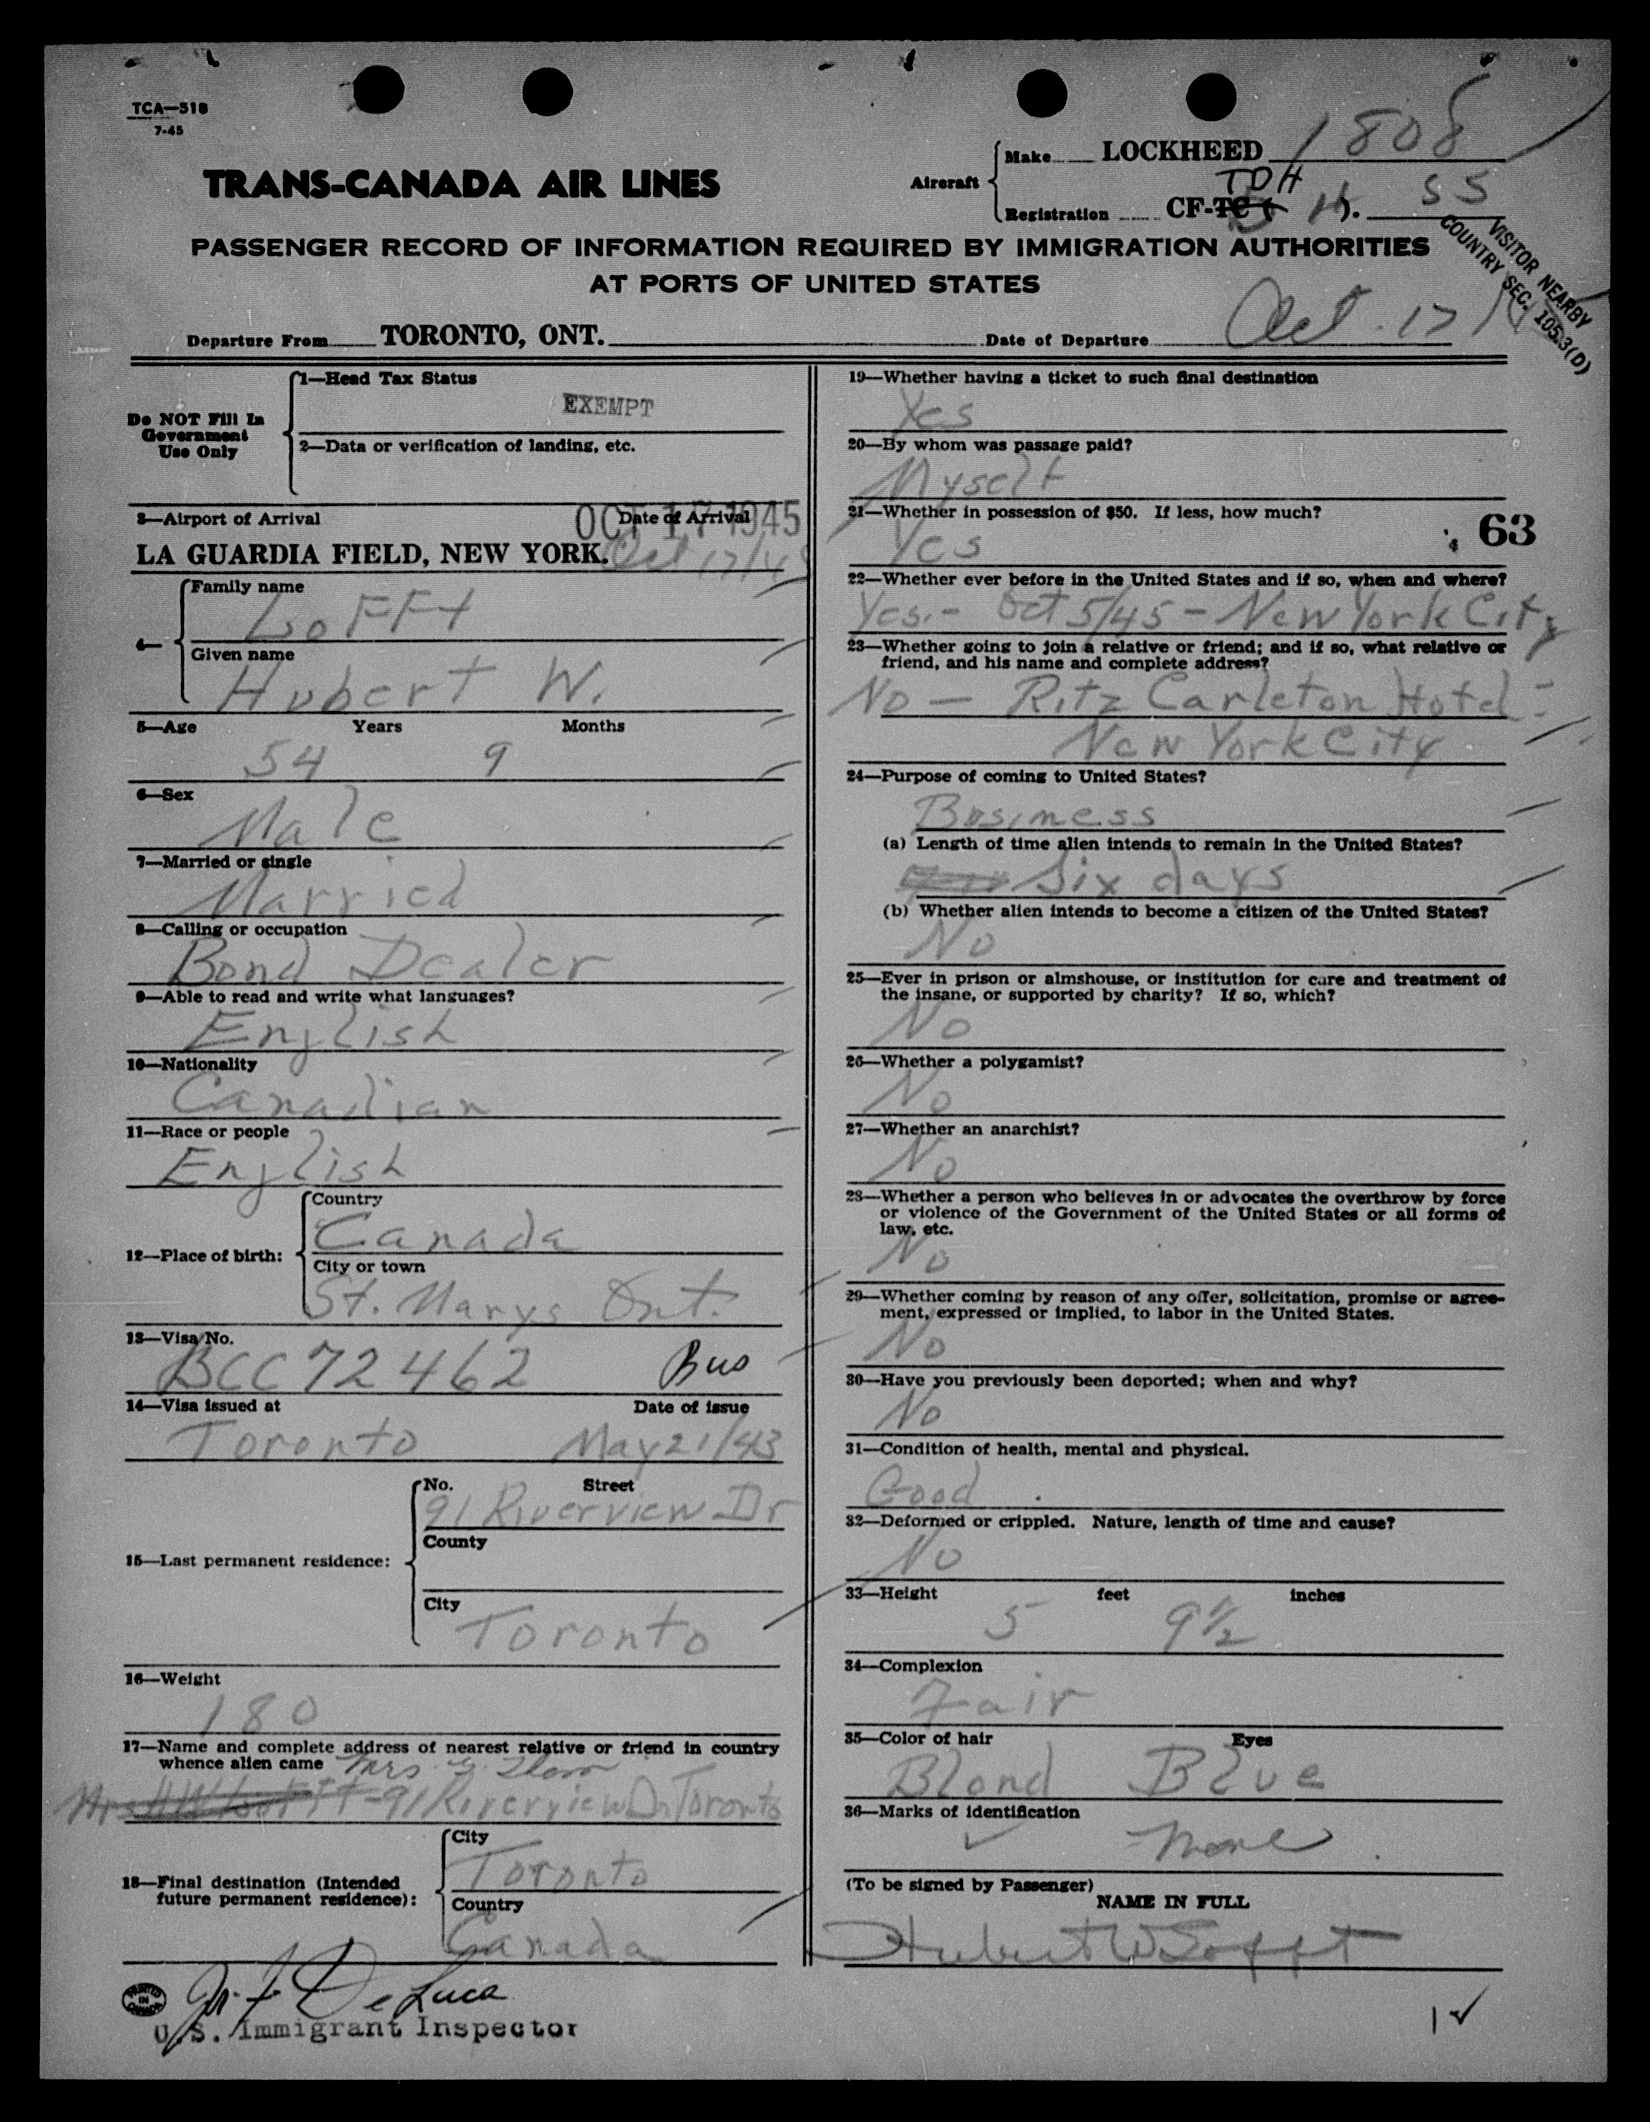 TCA—518
7-45
TRANS-CANADA AIR LINES
Aircraft
Make LOCKHEED 1808
TDH
Registration CF-TC
55
VISITOR NEARBY
COUNTRY SEC. 105.3(D)
PASSENGER RECORD OF INFORMATION REQUIRED BY IMMIGRATION AUTHORITIES
AT PORTS OF UNITED STATES
Departure From TORONTO, ONT. Date of Departure Oct. 17
Do NOT Fill In
Government
Use Only
1—Head Tax Status
EXEMPT
2—Data or verification of landing, etc.
3—Airport of Arrival Date of Arrival
OCT 17 1945
LA GUARDIA FIELD, NEW YORK. Oct 17/45
4—
Family name
LoFFt
Given name
Hubert W.
5—Age Years Months
54 9
6—Sex
Male
7—Married or single
Married
8—Calling or occupation
Bond Dealer
9—Able to read and write what languages?
English
10—Nationality
Canadian
11—Race or people
English
12—Place of birth:
Country
Canada
City or town
St. Marys Ont.
13—Visa No.
BCC 72462 Bus
14—Visa issued at Date of issue
Toronto May 21/43
15—Last permanent residence:
No. Street
91 Riverview Dr
County
City
Toronto
16—Weight
180
17—Name and complete address of nearest relative or friend in country
whence alien came Mrs.
Mrs H W Lofft - 91 Riverview Dr Toronto
18—Final destination (Intended
future permanent residence):
City
Toronto
Country
Canada
PRINTED
IN
CANADA
De Luca
U.S. Immigrant Inspector
19—Whether having a ticket to such final destination
Yes
20—By whom was passage paid?
Myself
21—Whether in possession of $50. If less, how much?
Yes
63
22—Whether ever before in the United States and if so, when and where?
Yes.- Oct 5/45 - New York City
23—Whether going to join a relative or friend; and if so, what relative or
friend, and his name and complete address?
No — Ritz Carleton Hotel -
New York City
24—Purpose of coming to United States?
Business
(a) Length of time alien intends to remain in the United States?
Six days
(b) Whether alien intends to become a citizen of the United States?
No
25—Ever in prison or almshouse, or institution for care and treatment of
the insane, or supported by charity? If so, which?
No
26—Whether a polygamist?
No
27—Whether an anarchist?
No
28—Whether a person who believes in or advocates the overthrow by force
or violence of the Government of the United States or all forms of
law, etc.
No
29—Whether coming by reason of any offer, solicitation, promise or agree-
ment, expressed or implied, to labor in the United States.
No
30—Have you previously been deported; when and why?
No
31—Condition of health, mental and physical.
Good
32—Deformed or crippled. Nature, length of time and cause?
No
33—Height feet inches
5 9½
34—Complexion
Fair
35—Color of hair Eyes
Blond Blue
36—Marks of identification
None
(To be signed by Passenger)
NAME IN FULL
Hubert W Lofft
1✓